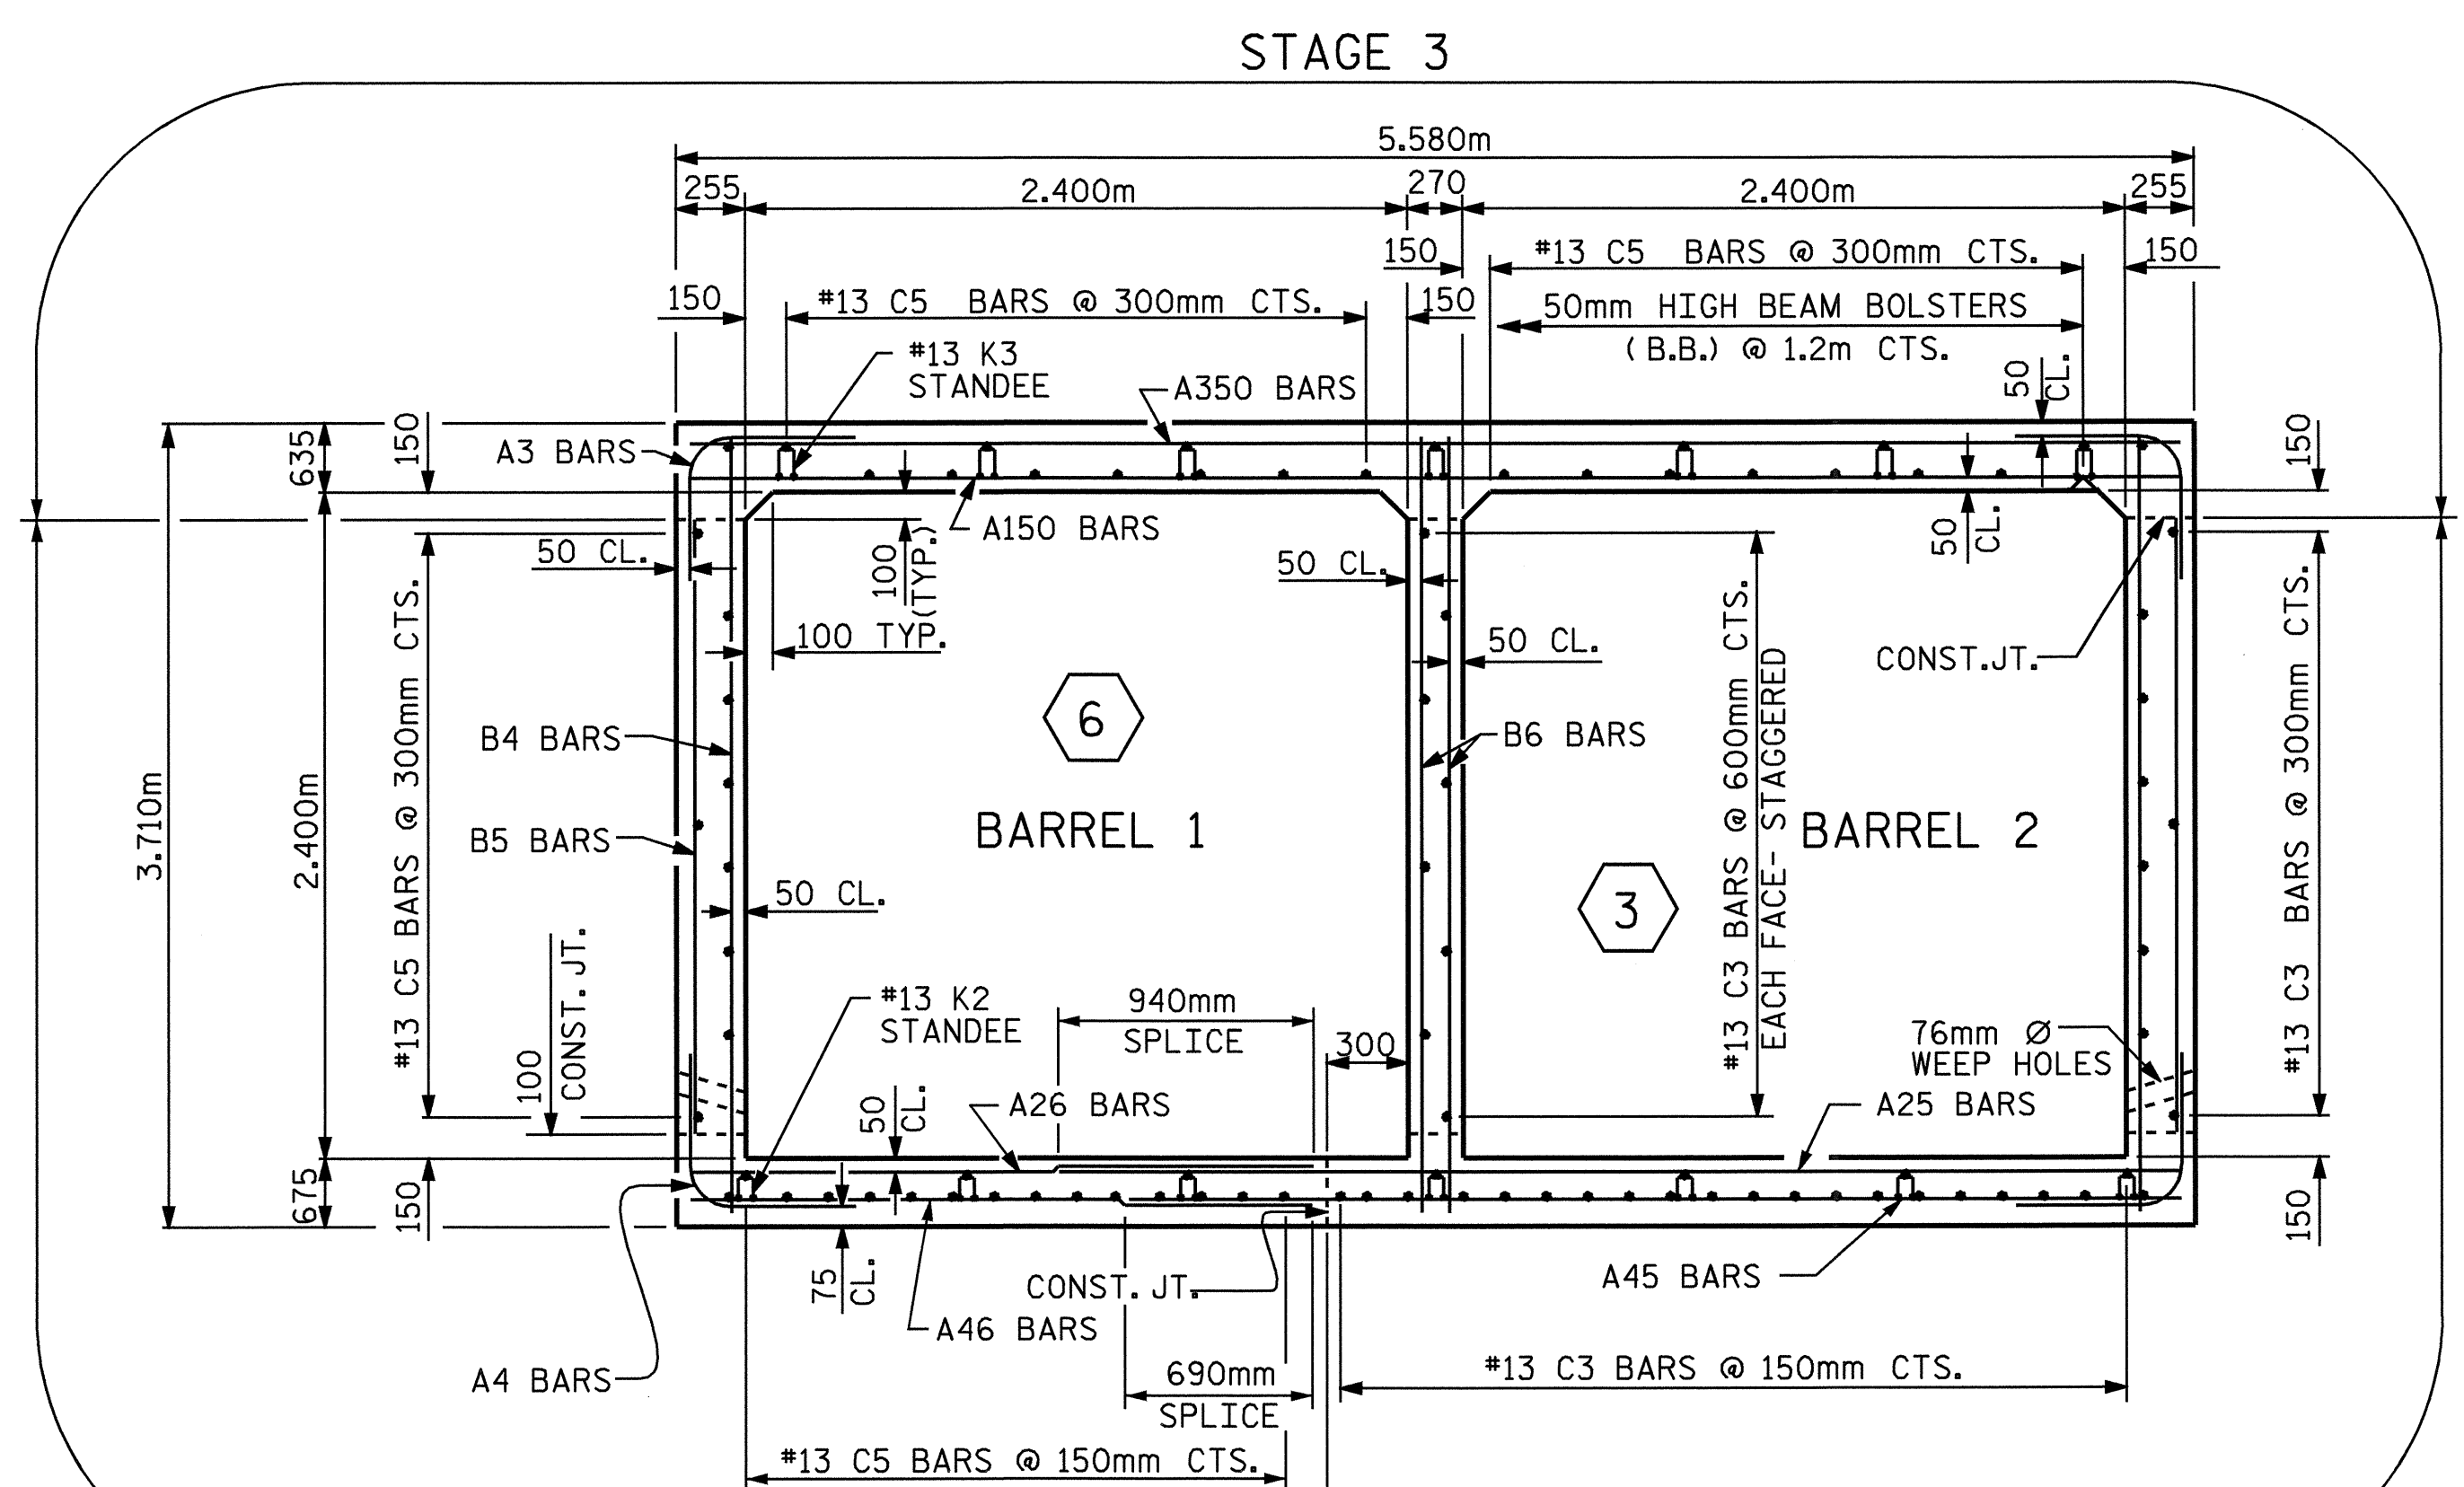 STAGE 3
5.580m
255
2.400m
270
2.400m
255
150
#13 C5 BARS @ 300mm CTS.
150
150
#13 C5 BARS @ 300mm CTS.
150
50mm HIGH BEAM BOLSTERS
(B.B.) @ 1.2m CTS.
#13 K3
STANDEE
A350 BARS
50
CL.
635
150
A3 BARS
150
A150 BARS
50 CL.
100
(TYP.)
50 CL.
50
CL.
100 TYP.
50 CL.
CONST.JT.
#13 C5 BARS @ 300mm CTS.
#13 C3 BARS @ 600mm CTS.
EACH FACE- STAGGERED
#13 C3 BARS @ 300mm CTS.
6
B4 BARS
B6 BARS
3.710m
2.400m
B5 BARS
BARREL 1
BARREL 2
50 CL.
3
100
CONST.JT.
#13 K2
STANDEE
940mm
SPLICE
300
76mm Ø
WEEP HOLES
50
CL.
A26 BARS
A25 BARS
675
150
150
75
CL.
CONST.JT.
A45 BARS
A46 BARS
A4 BARS
690mm
SPLICE
#13 C3 BARS @ 150mm CTS.
#13 C5 BARS @ 150mm CTS.